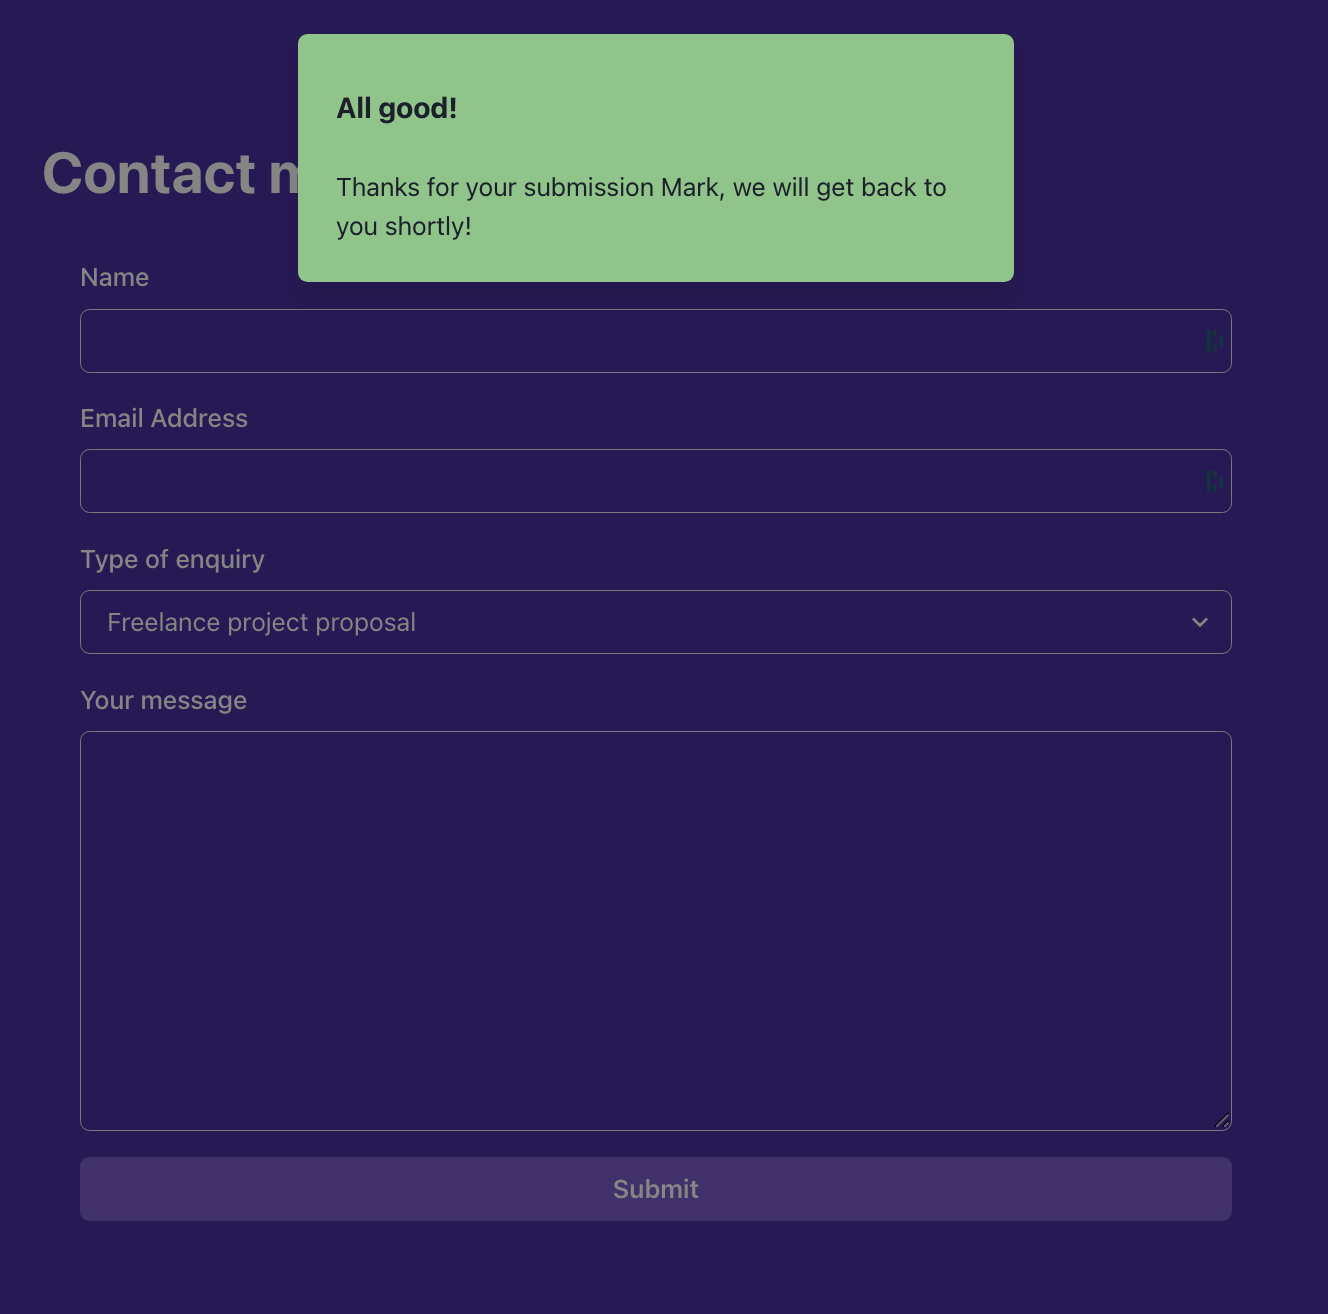 All good!
Thanks for your submission Mark, we will get back to
you shortly!
Contact
Name
Email Address
Type of enquiry
Freelance project proposal
Your message
Submit